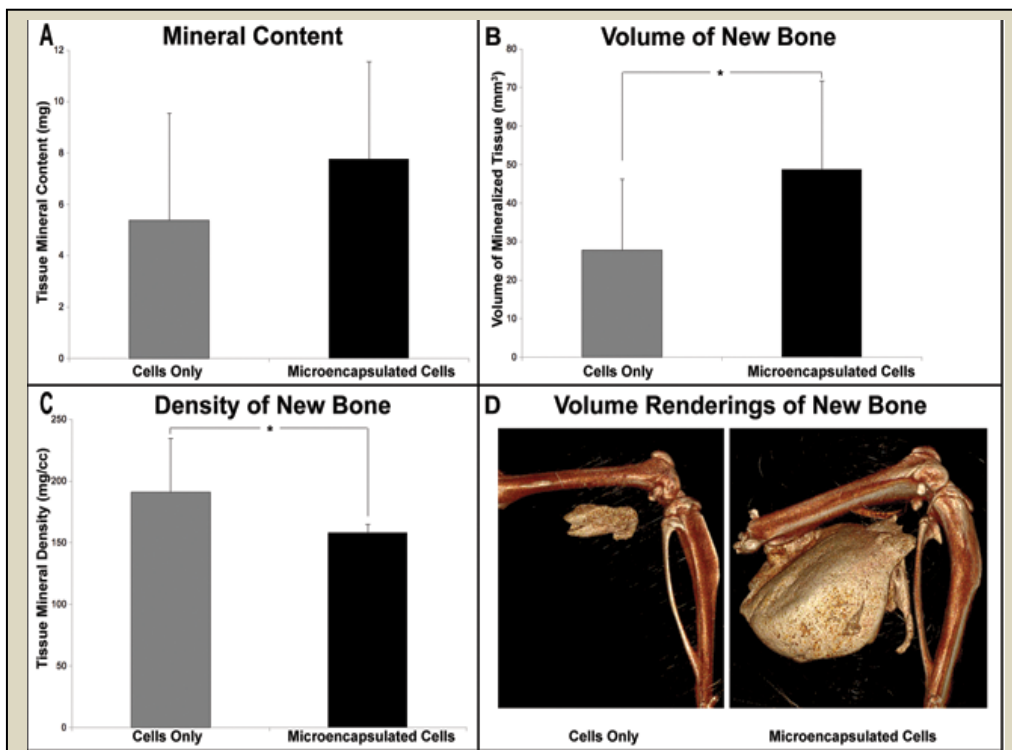 A Mineral Content
Tissue Mineral Content (mg)
12
10
8
6
4
2
0
Cells Only Microencapsulated Cells
B Volume of New Bone
Volume of Mineralized Tissue (mm³)
80
70
60
50
40
30
20
10
0
*
Cells Only Microencapsulated Cells
C Density of New Bone
Tissue Mineral Density (mg/cc)
250
200
150
100
50
0
*
Cells Only Microencapsulated Cells
D Volume Renderings of New Bone
Cells Only Microencapsulated Cells